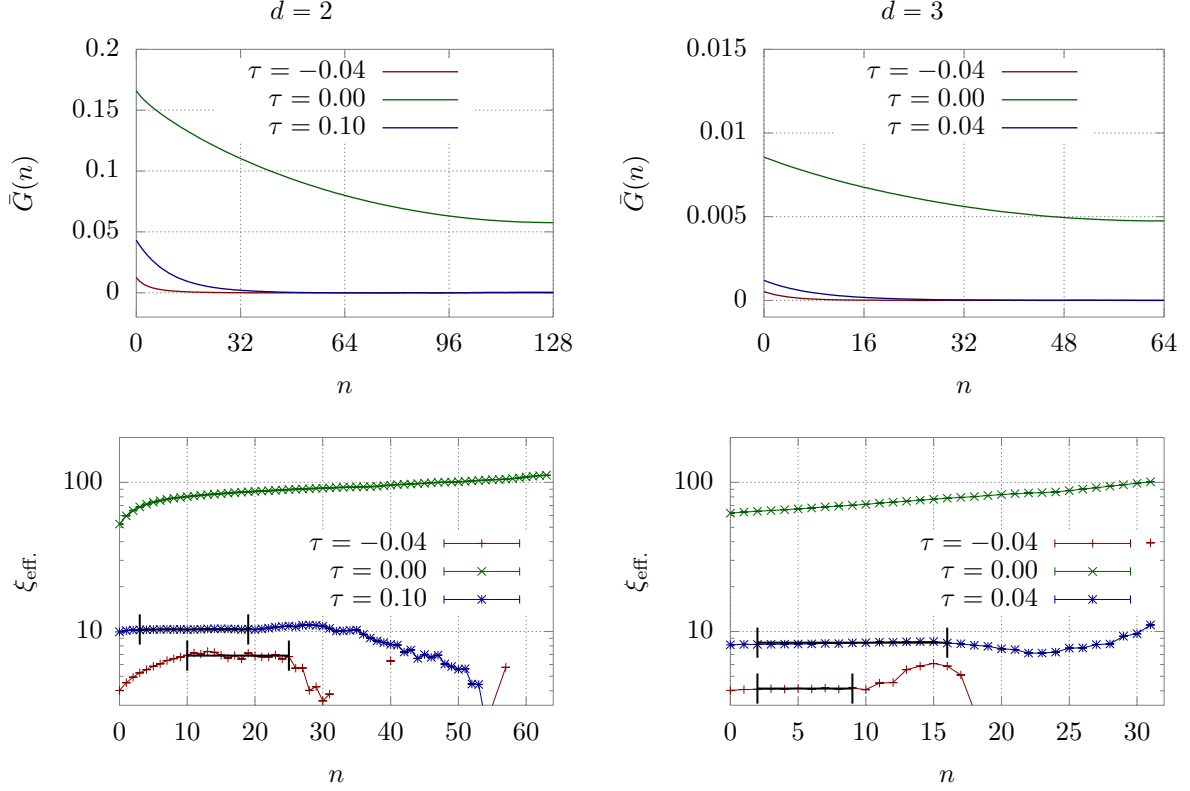 d = 2
0.2
0.15
0.1
0.05
0
Ḡ(n)
τ = −0.04
τ = 0.00
τ = 0.10
0 32 64 96 128
n
d = 3
0.015
0.01
0.005
0
Ḡ(n)
τ = −0.04
τ = 0.00
τ = 0.04
0 16 32 48 64
n
100
10
ξeff.
τ = −0.04
τ = 0.00
τ = 0.10
0 10 20 30 40 50 60
n
100
10
ξeff.
τ = −0.04
τ = 0.00
τ = 0.04
0 5 10 15 20 25 30
n